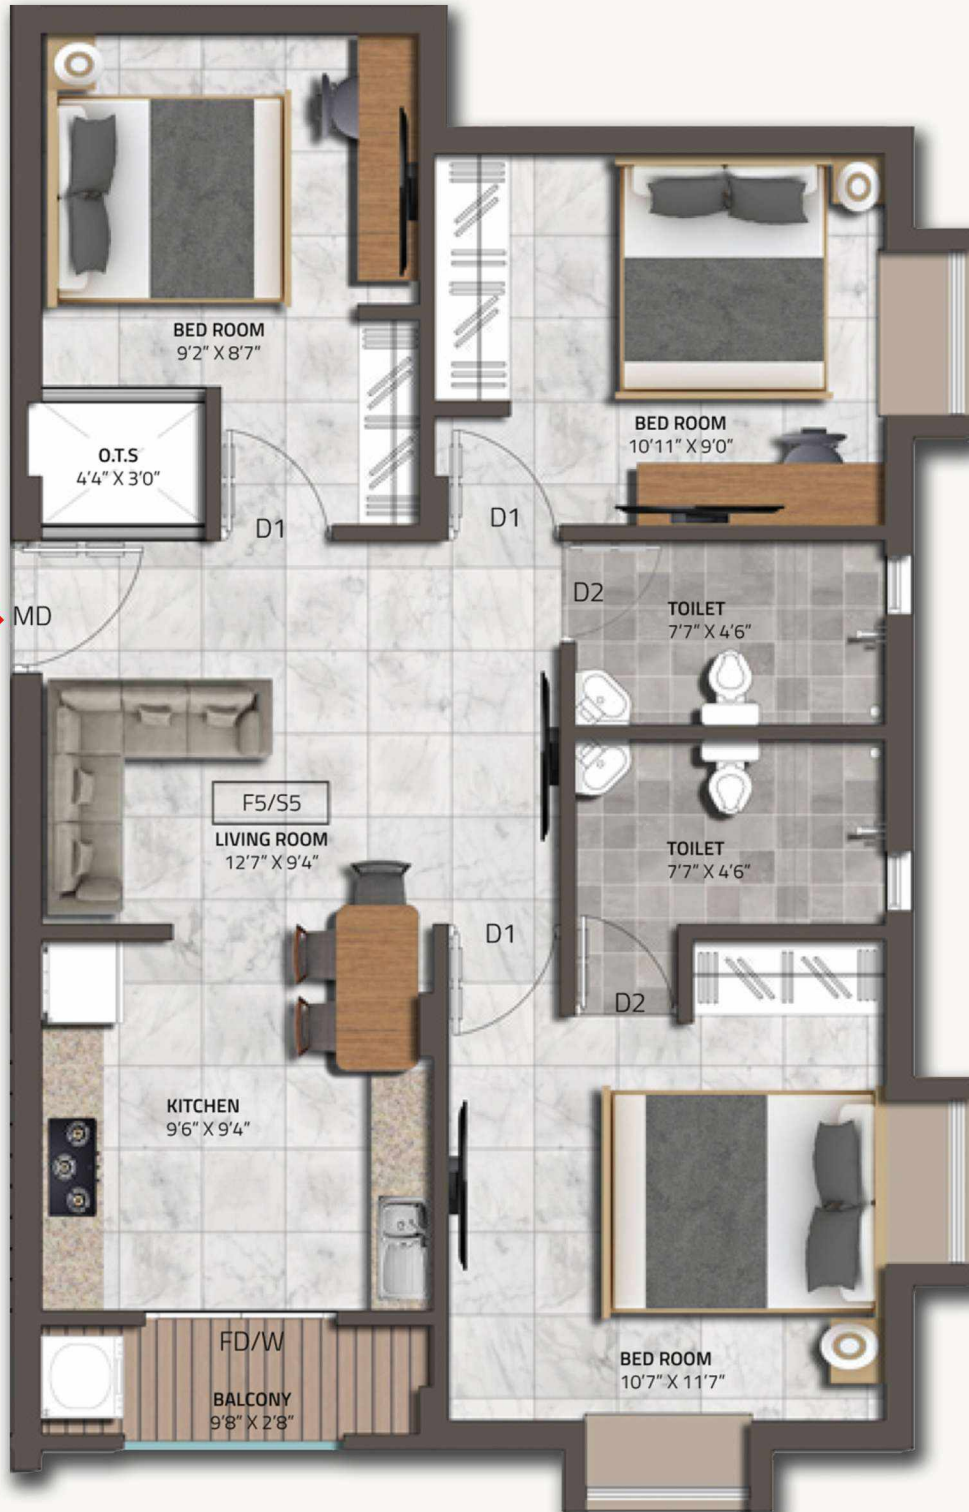 BED ROOM
9'2" X 8'7"
BED ROOM
10'11" X 9'0"
O.T.S
4'4" X 3'0"
D1
D1
D2
MD
TOILET
7'7" X 4'6"
F5/S5
LIVING ROOM
12'7" X 9'4"
TOILET
7'7" X 4'6"
D1
D2
KITCHEN
9'6" X 9'4"
FD/W
BALCONY
9'8" X 2'8"
BED ROOM
10'7" X 11'7"